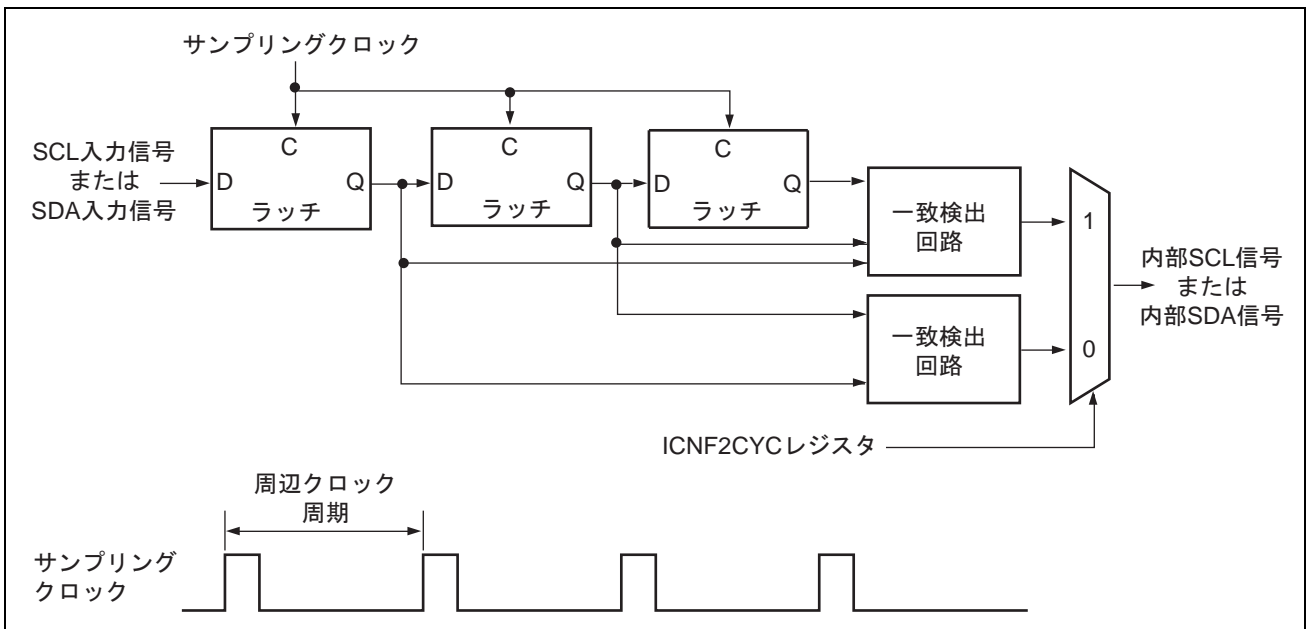 サンプリングクロック
SCL入力信号
または
SDA入力信号
C
D
Q
ラッチ
C
D
Q
ラッチ
C
D
Q
ラッチ
一致検出
回路
一致検出
回路
1
0
内部SCL信号
または
内部SDA信号
ICNF2CYCレジスタ
周辺クロック
周期
サンプリング
クロック